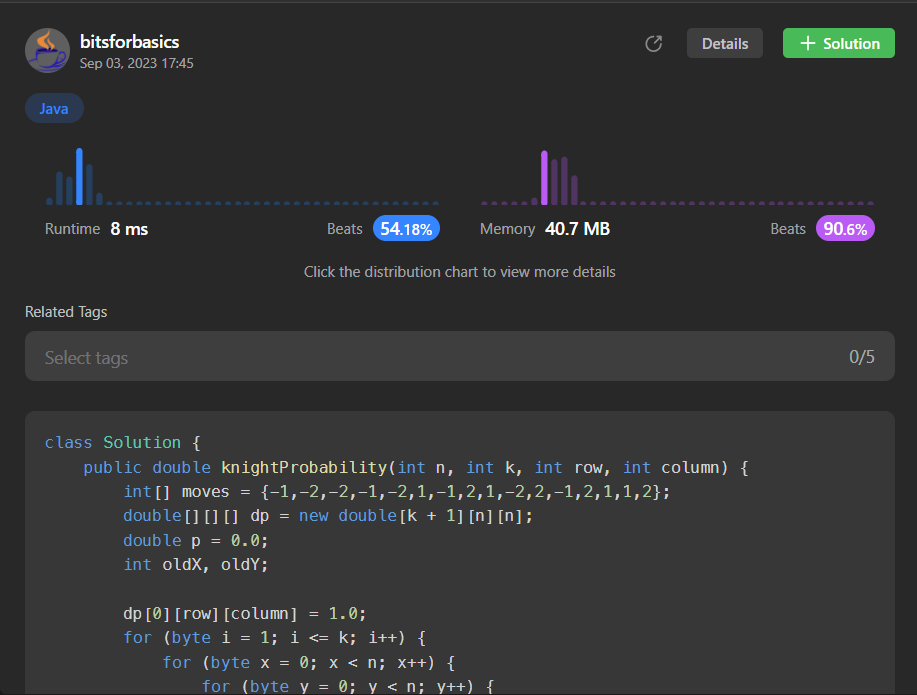 bitsforbasics
Sep 03, 2023 17:45
Details
+ Solution
Java
Runtime 8 ms
Beats 54.18%
Memory 40.7 MB
Beats 90.6%
Click the distribution chart to view more details
Related Tags
Select tags 0/5
class Solution {
    public double knightProbability(int n, int k, int row, int column) {
        int[] moves = {-1,-2,-2,-1,-2,1,-1,2,1,-2,2,-1,2,1,1,2};
        double[][][] dp = new double[k + 1][n][n];
        double p = 0.0;
        int oldX, oldY;
        dp[0][row][column] = 1.0;
        for (byte i = 1; i <= k; i++) {
            for (byte x = 0; x < n; x++) {
                for (byte y = 0; y < n; y++) {